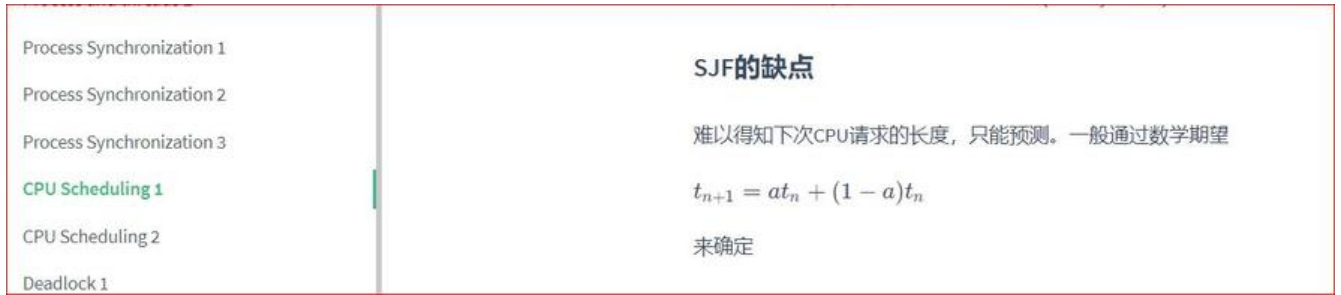 Process Synchronization 1
Process Synchronization 2
Process Synchronization 3
CPU Scheduling 1
CPU Scheduling 2
Deadlock 1
SJF的缺点
难以得知下次CPU请求的长度，只能预测。一般通过数学期望
t_{n+1} = at_n + (1 - a)t_n
来确定